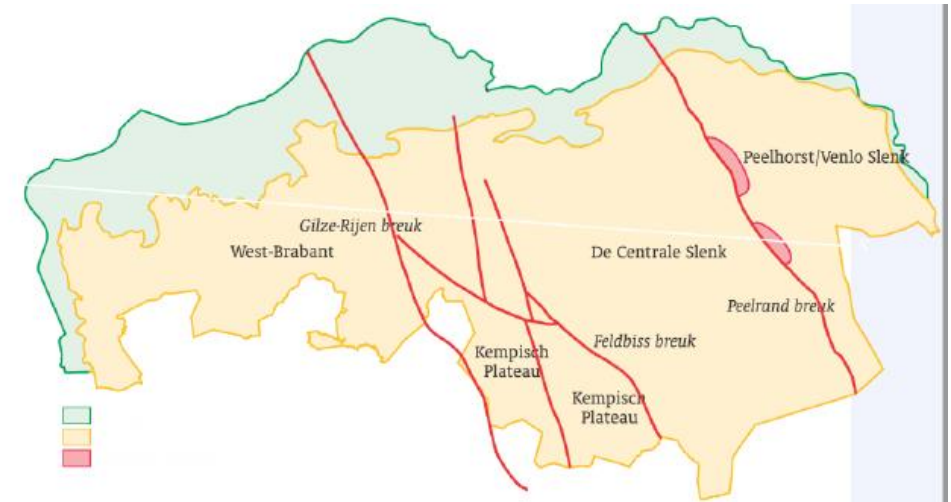 Peelhorst/Venlo Slenk
Gilze-Rijen breuk
West-Brabant
De Centrale Slenk
Peelrand breuk
Feldbiss breuk
Kempisch
Plateau
Kempisch
Plateau